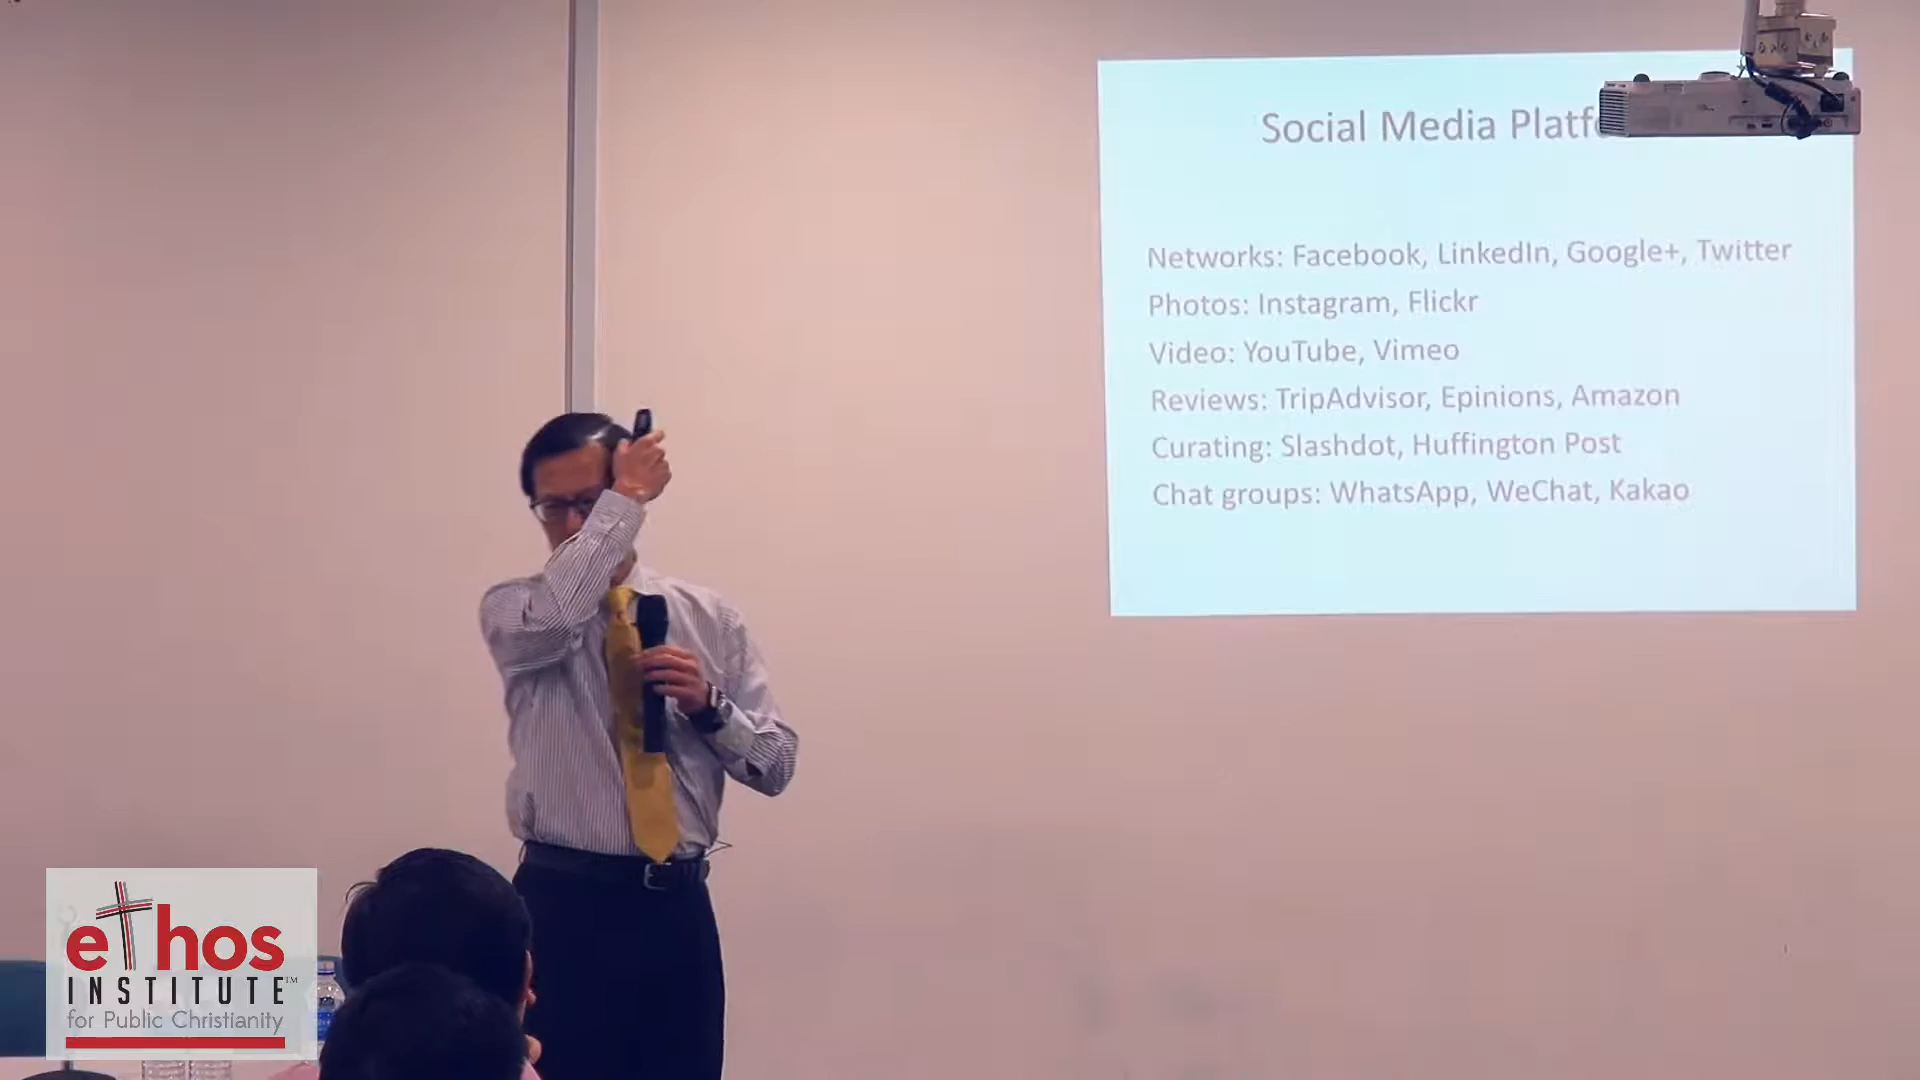 Social Media Platf
Networks: Facebook, LinkedIn, Google+, Twitter
Photos: Instagram, Flickr
Video: YouTube, Vimeo
Reviews: TripAdvisor, Epinions, Amazon
Curating: Slashdot, Huffington Post
Chat groups: WhatsApp, WeChat, Kakao
ethos
INSTITUTE™
for Public Christianity